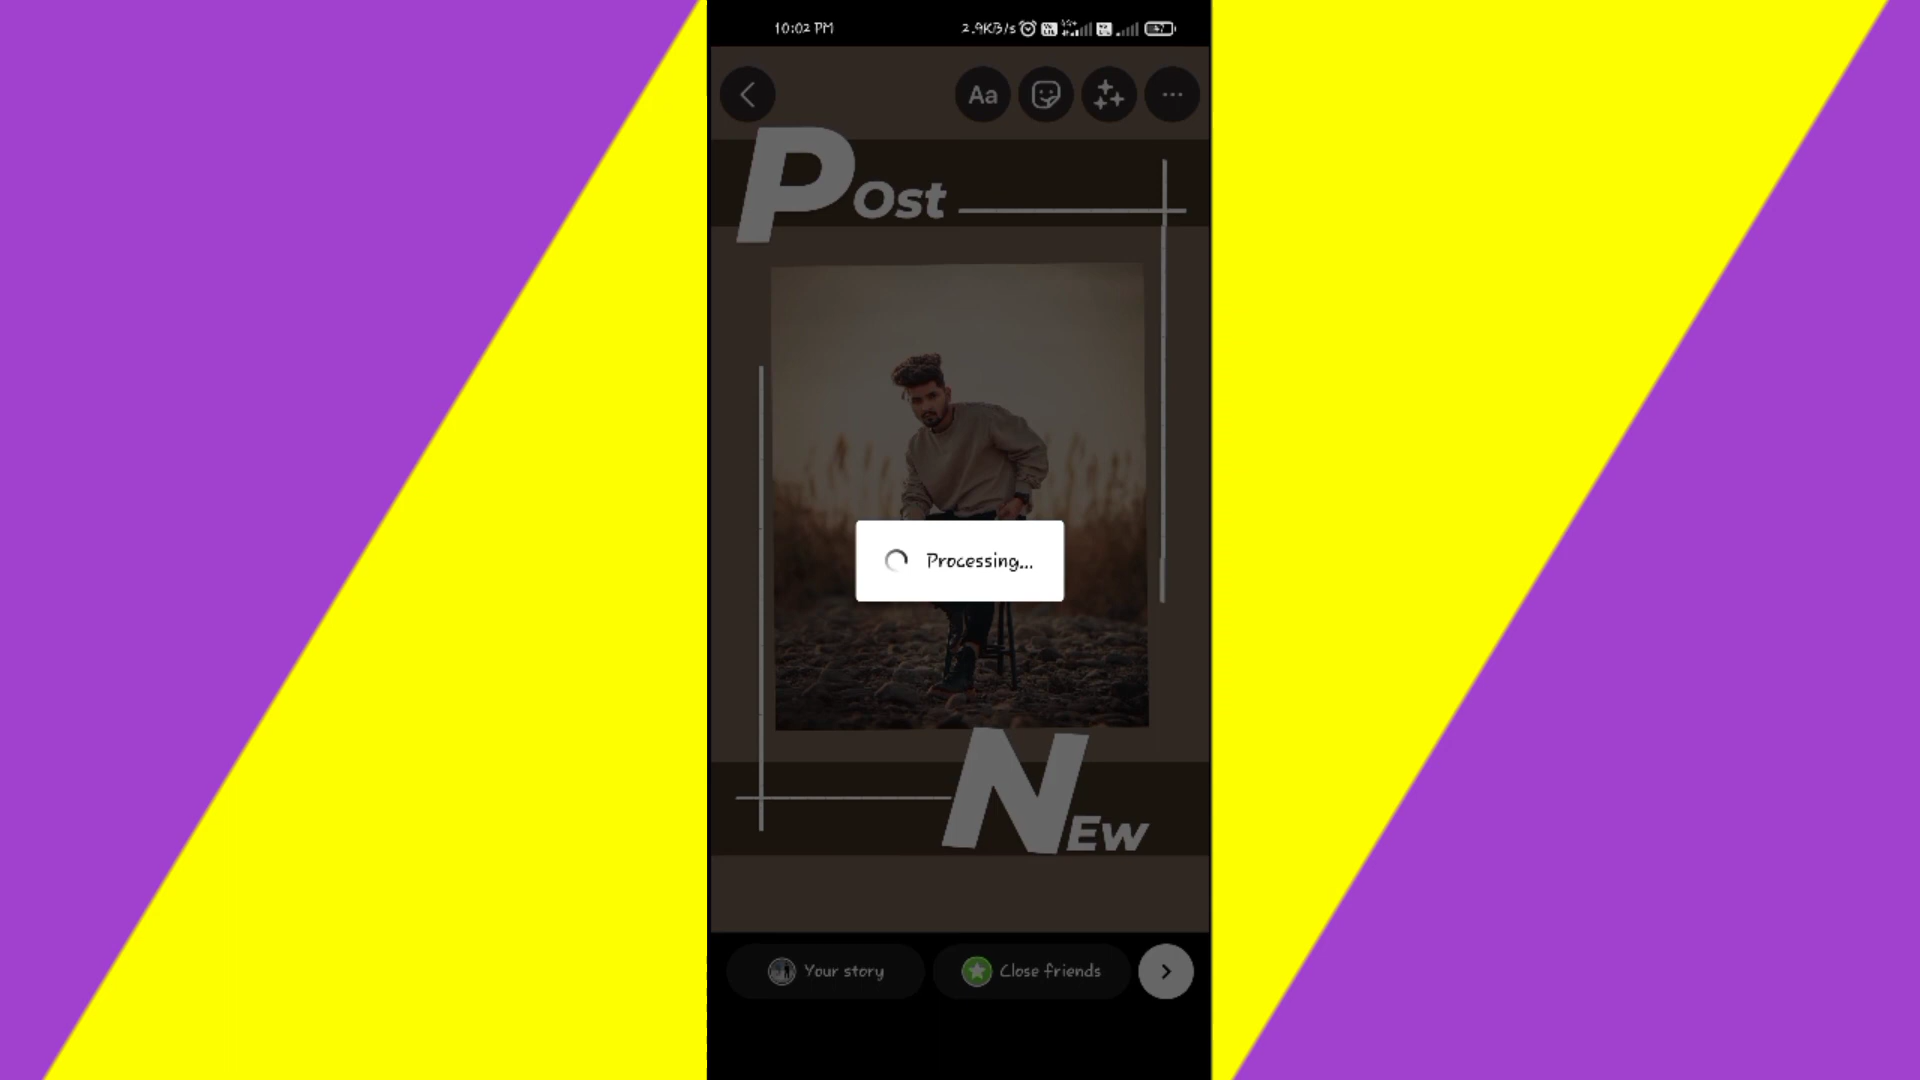 10:02 PM 2.9KB/s
Aa
Post
Processing...
New
Your story Close friends